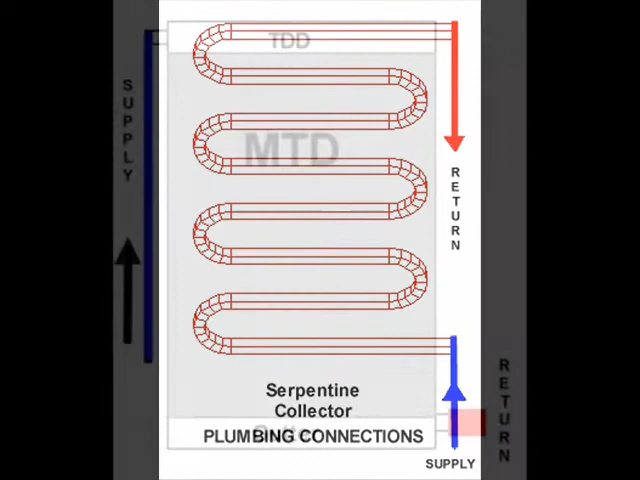 TDD
SUPPLY
MTD
RETURN
Serpentine
Collector
PLUMBING CONNECTIONS
SUPPLY
RETURN